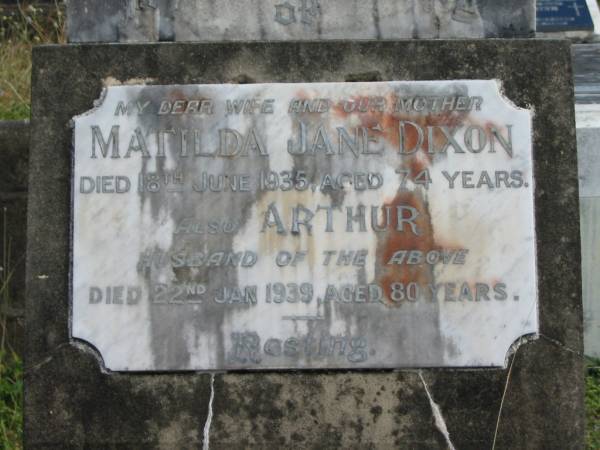 OF
MY DEAR WIFE AND OUR MOTHER
MATILDA JANE DIXON
DIED 18TH JUNE 1935, AGED 74 YEARS.
ALSO ARTHUR
HUSBAND OF THE ABOVE
DIED 22ND JAN 1939, AGED 80 YEARS.
Resting.